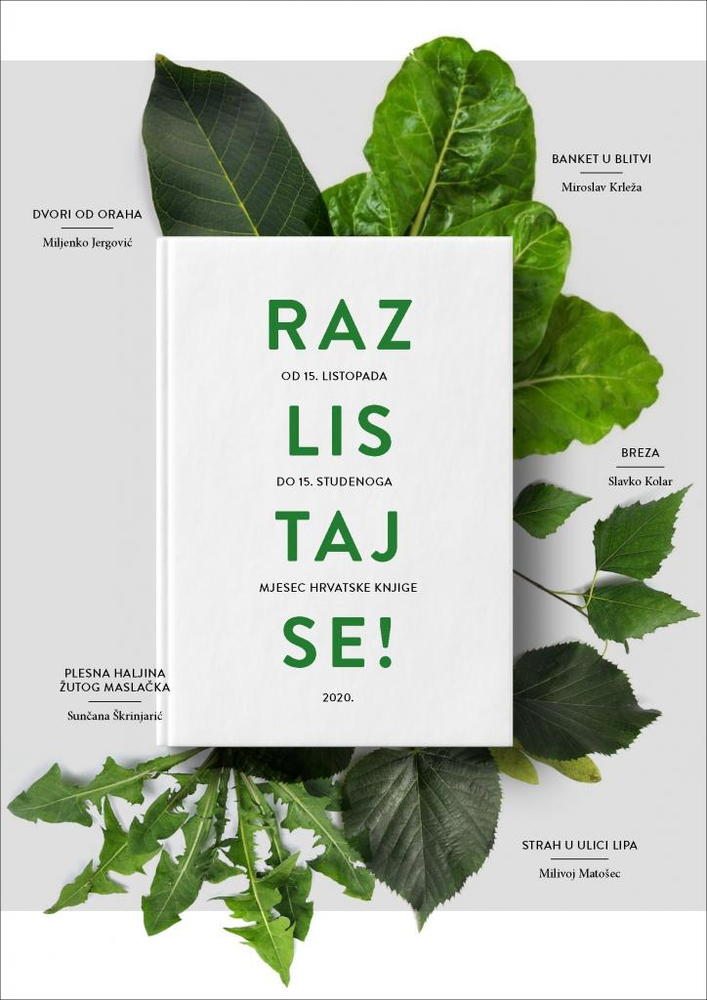 BANKET U BLITVI
Miroslav Krleža
DVORI OD ORAHA
Miljenko Jergović
RAZ
OD 15. LISTOPADA
LIS
DO 15. STUDENOGA
TAJ
MJESEC HRVATSKE KNJIGE
SE!
2020.
BREZA
Slavko Kolar
PLESNA HALJINA
ŽUTOG MASLAČKA
Sunčana Škrinjarić
STRAH U ULICI LIPA
Milivoj Matošec